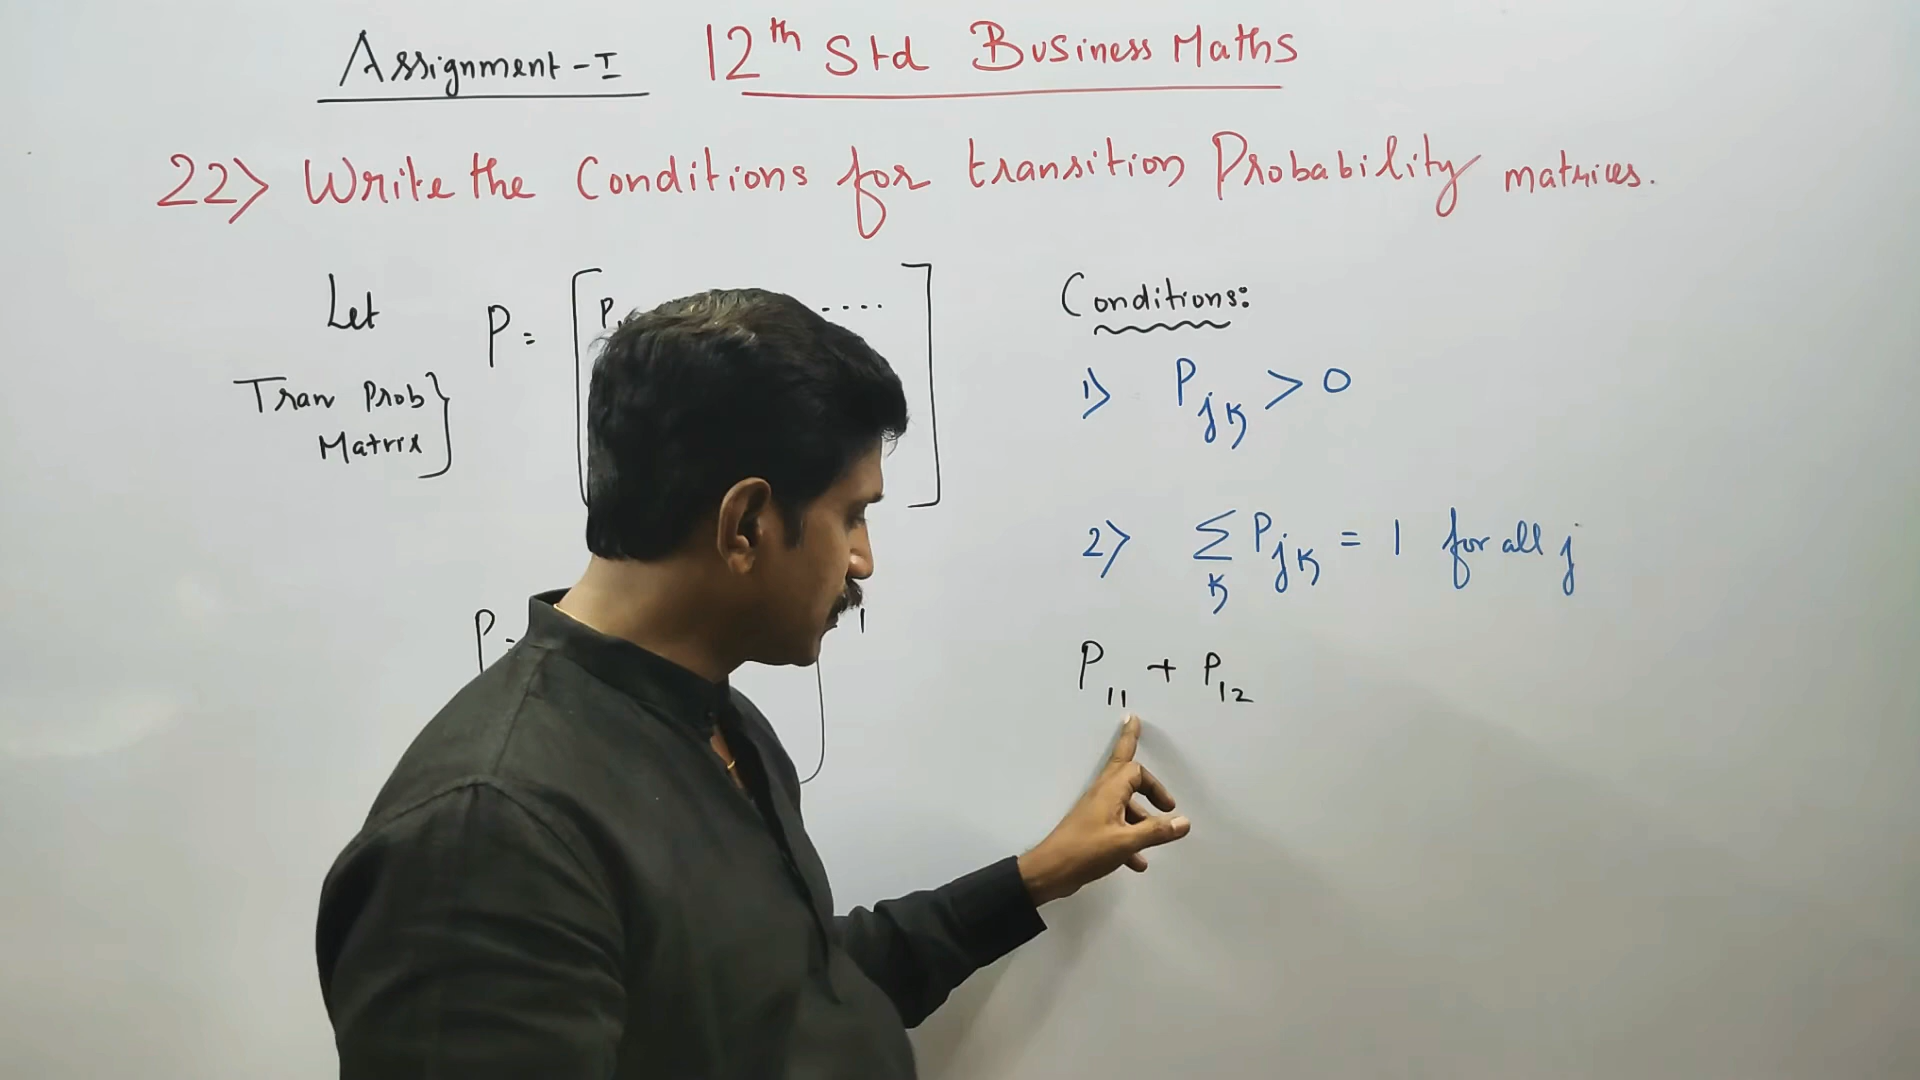 Assignment - I 12th Std Business Maths
22) Write the Conditions for transition Probability matrices.
Let P =
....
Tran Prob
Matrix
P =
1
Conditions:
1) Pjk > 0
2) ∑k Pjk = 1 for all j
P11 + P12